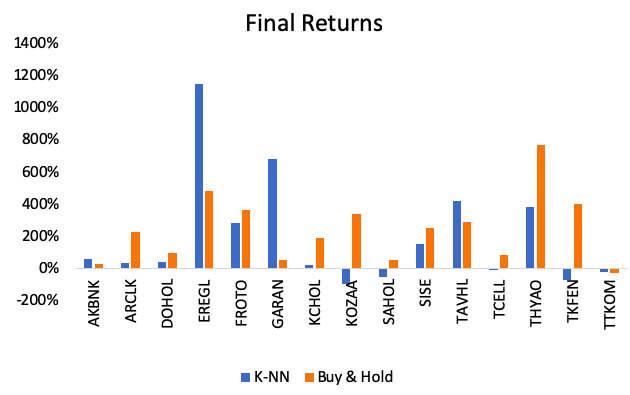 Final Returns
1400%
1200%
1000%
800%
600%
400%
200%
0%
-200%
AKBNK
ARCLK
DOHOL
EREGL
FROTO
GARAN
KCHOL
KOZAA
SAHOL
SISE
TAVHL
TCELL
THYAO
TKFEN
TTKOM
K-NN
Buy & Hold